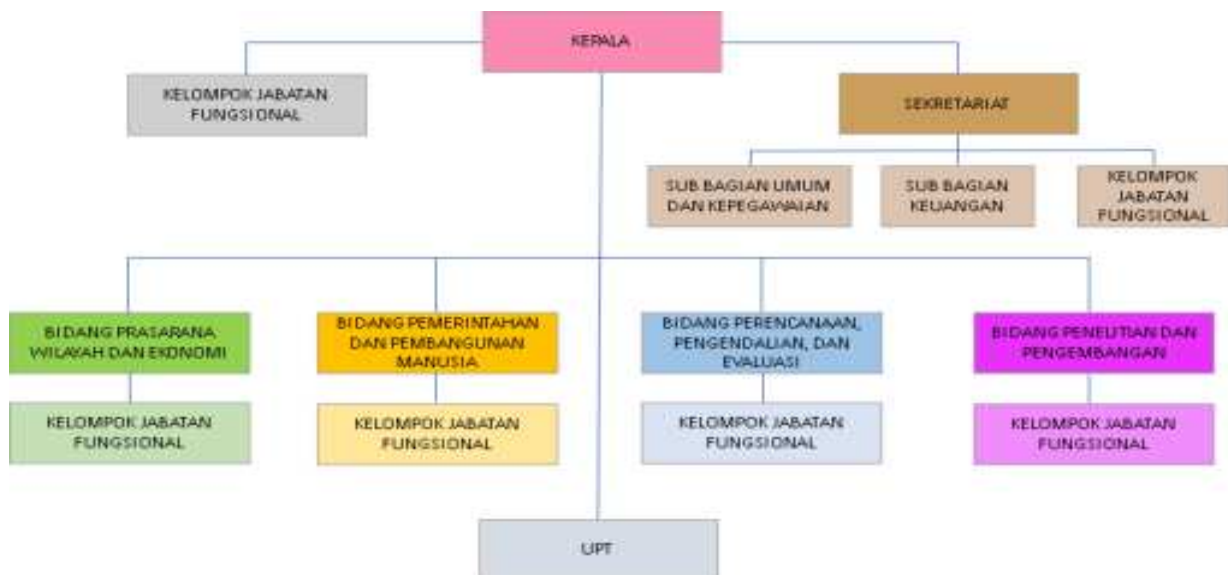 KEPALA
KELOMPOK JABATAN
FUNGSIONAL
SEKRETARIAT
SUB BAGIAN UMUM
DAN KEPEGAWAIAN
SUB BAGIAN
KEUANGAN
KELOMPOK
JABATAN
FUNGSIONAL
BIDANG PRASARANA
WILAYAH DAN EKONOMI
BIDANG PEMERINTAHAN
DAN PEMBANGUNAN
MANUSIA
BIDANG PERENCANAAN,
PENGENDALIAN, DAN
EVALUASI
BIDANG PENELITIAN DAN
PENGEMBANGAN
KELOMPOK JABATAN
FUNGSIONAL
KELOMPOK JABATAN
FUNGSIONAL
KELOMPOK JABATAN
FUNGSIONAL
KELOMPOK JABATAN
FUNGSIONAL
UPT